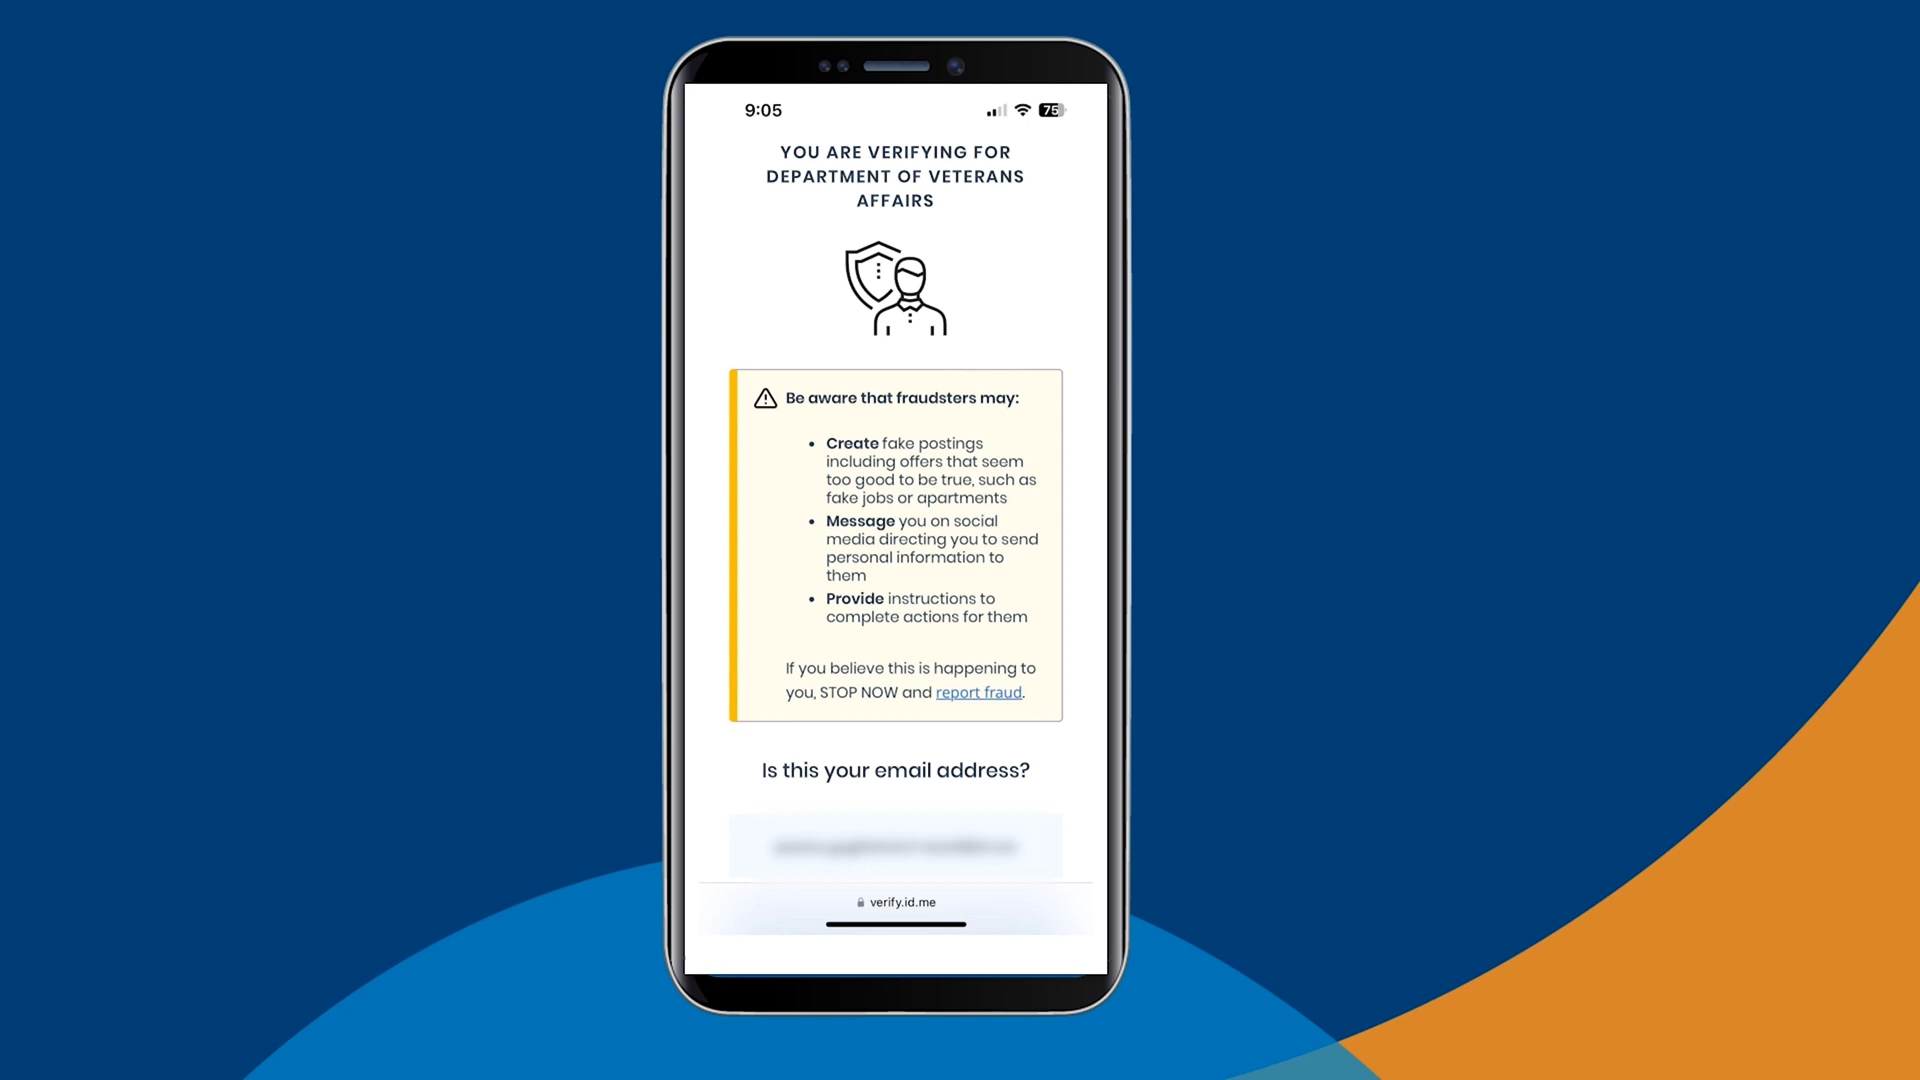 9:05
75
YOU ARE VERIFYING FOR
DEPARTMENT OF VETERANS
AFFAIRS
Be aware that fraudsters may:
• Create fake postings
including offers that seem
too good to be true, such as
fake jobs or apartments
• Message you on social
media directing you to send
personal information to
them
• Provide instructions to
complete actions for them
If you believe this is happening to
you, STOP NOW and report fraud.
Is this your email address?
verify.id.me